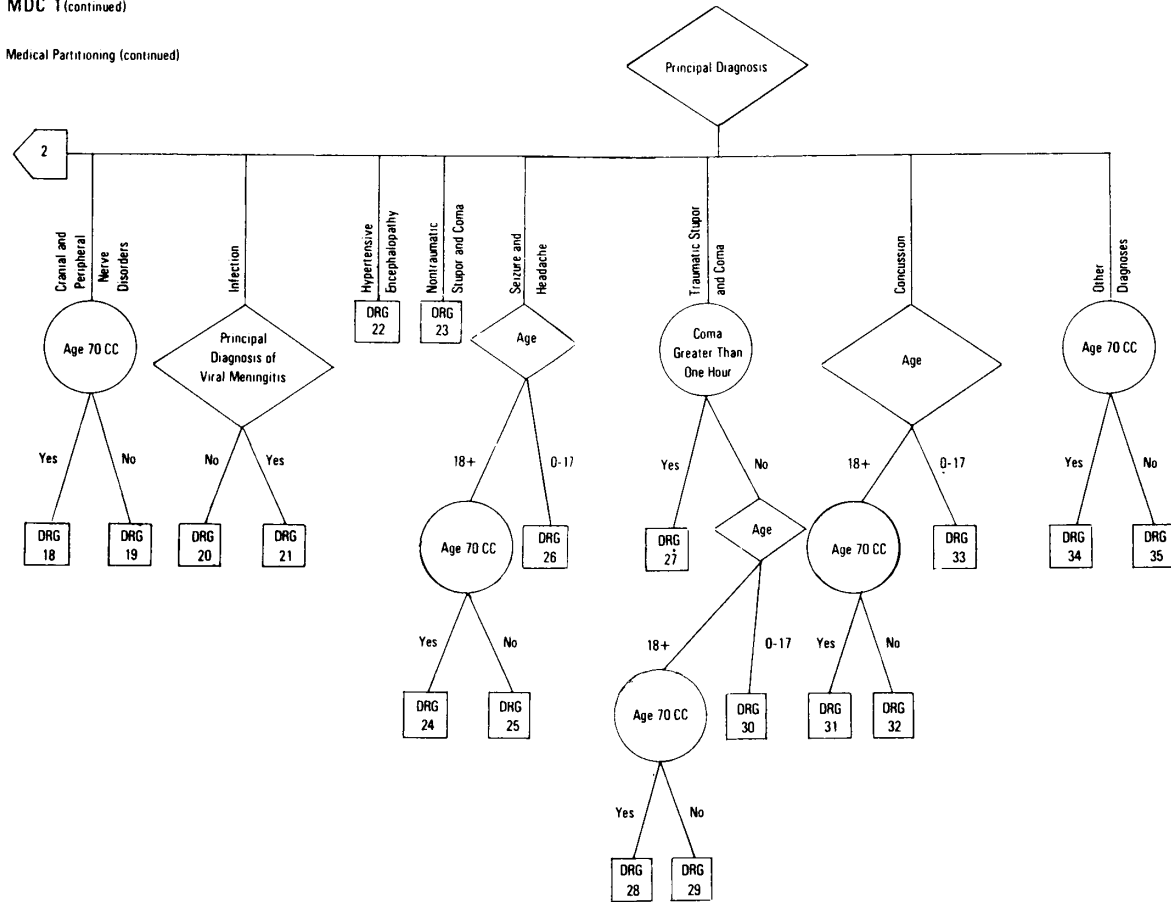 MDC 1 (continued)
Medical Partitioning (continued)
Principal Diagnosis
2
Cranial and
Peripheral
Nerve
Disorders
Infection
Hypertensive
Encephalopathy
Nontraumatic
Stupor and Coma
Seizure and
Headache
Traumatic Stupor
and Coma
Concussion
Other
Diagnoses
Age 70 CC
Principal
Diagnosis of
Viral Meningitis
DRG
22
DRG
23
Age
Coma
Greater Than
One Hour
Age
Age 70 CC
Yes
No
No
Yes
18+
0-17
Yes
No
18+
0-17
Yes
No
DRG
18
DRG
19
DRG
20
DRG
21
Age 70 CC
DRG
26
DRG
27
Age
Age 70 CC
DRG
33
DRG
34
DRG
35
Yes
No
18+
0-17
Yes
No
DRG
24
DRG
25
Age 70 CC
DRG
30
DRG
31
DRG
32
Yes
No
DRG
28
DRG
29